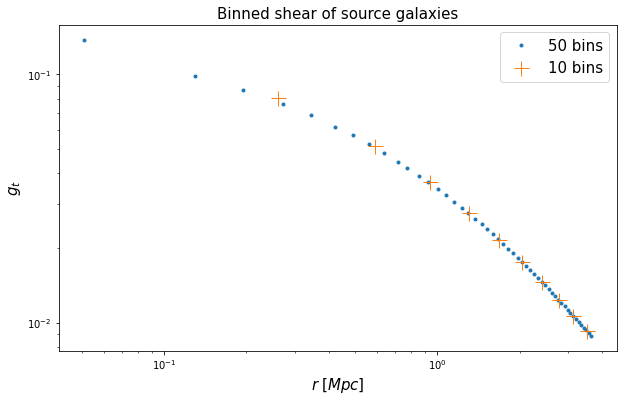 Binned shear of source galaxies
50 bins
10 bins
10⁻¹
10⁻²
g_t
10⁻¹
10⁰
r [Mpc]